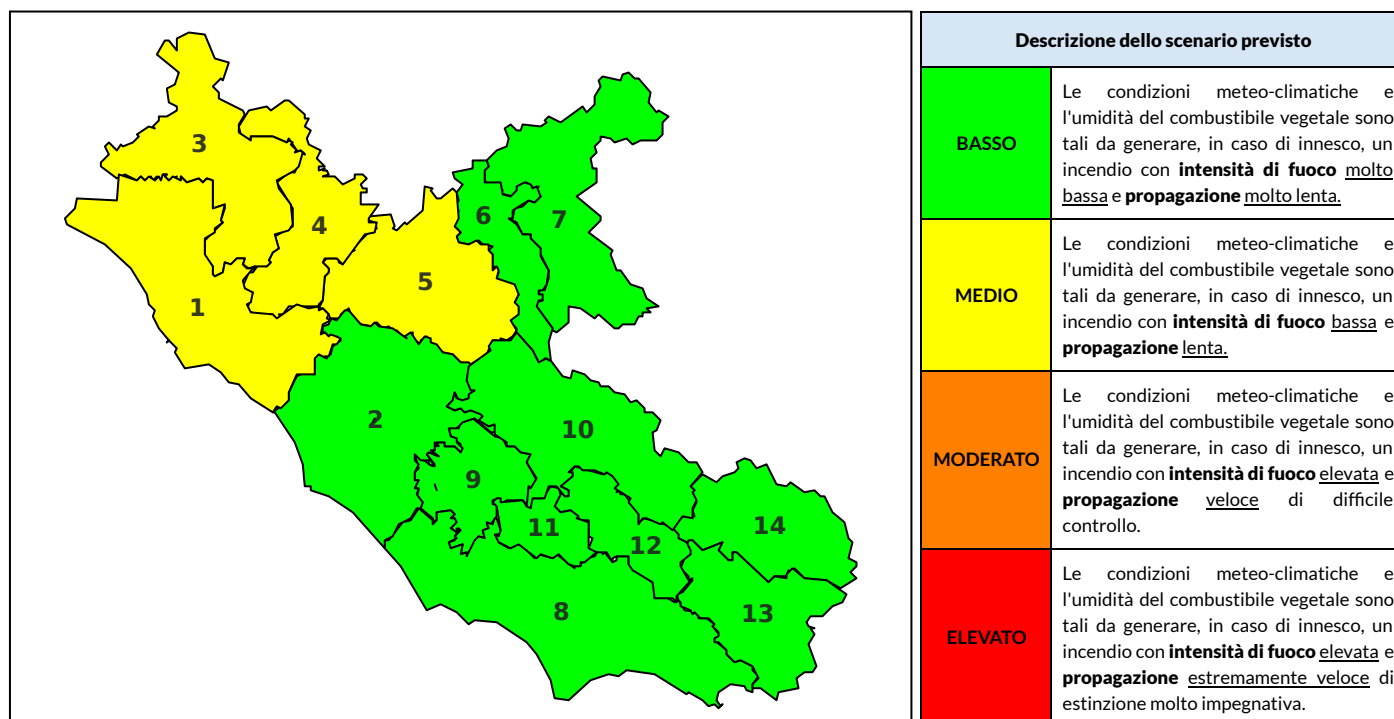 3
4
6
7
5
1
2
10
9
11
12
14
8
13
Descrizione dello scenario previsto
BASSO
Le condizioni meteo-climatiche e
l'umidità del combustibile vegetale sono
tali da generare, in caso di innesco, un
incendio con intensità di fuoco molto
bassa e propagazione molto lenta.
MEDIO
Le condizioni meteo-climatiche e
l'umidità del combustibile vegetale sono
tali da generare, in caso di innesco, un
incendio con intensità di fuoco bassa e
propagazione lenta.
MODERATO
Le condizioni meteo-climatiche e
l'umidità del combustibile vegetale sono
tali da generare, in caso di innesco, un
incendio con intensità di fuoco elevata e
propagazione veloce di difficile
controllo.
ELEVATO
Le condizioni meteo-climatiche e
l'umidità del combustibile vegetale sono
tali da generare, in caso di innesco, un
incendio con intensità di fuoco elevata e
propagazione estremamente veloce di
estinzione molto impegnativa.